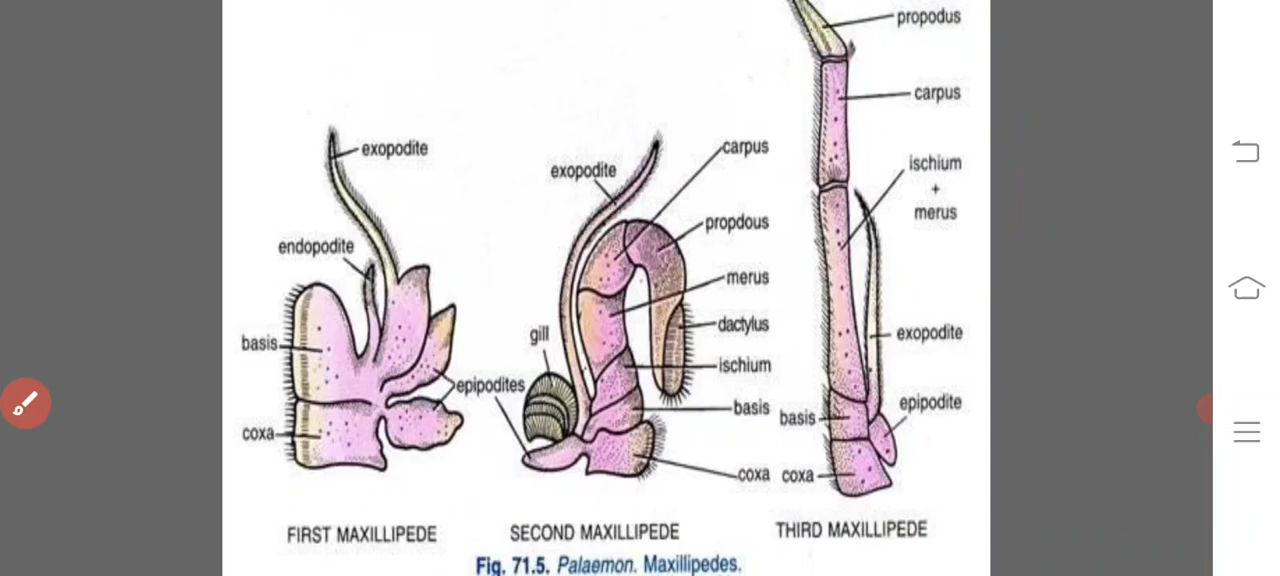 exopodite
endopodite
basis
coxa
epipodites
exopodite
gill
carpus
propdous
merus
dactylus
ischium
basis
coxa
propodus
carpus
ischium
+
merus
exopodite
epipodite
basis
coxa
FIRST MAXILLIPEDE
SECOND MAXILLIPEDE
THIRD MAXILLIPEDE
Fig. 71.5. Palaemon. Maxillipedes.